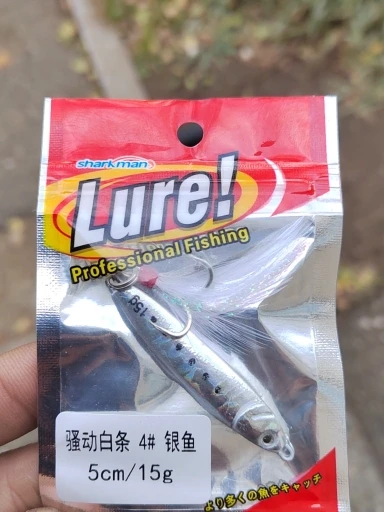 sharkman
Lure!
Professional Fishing
15g
骚动白条 4# 银鱼
5cm/15g
より多くの魚をキャッチ